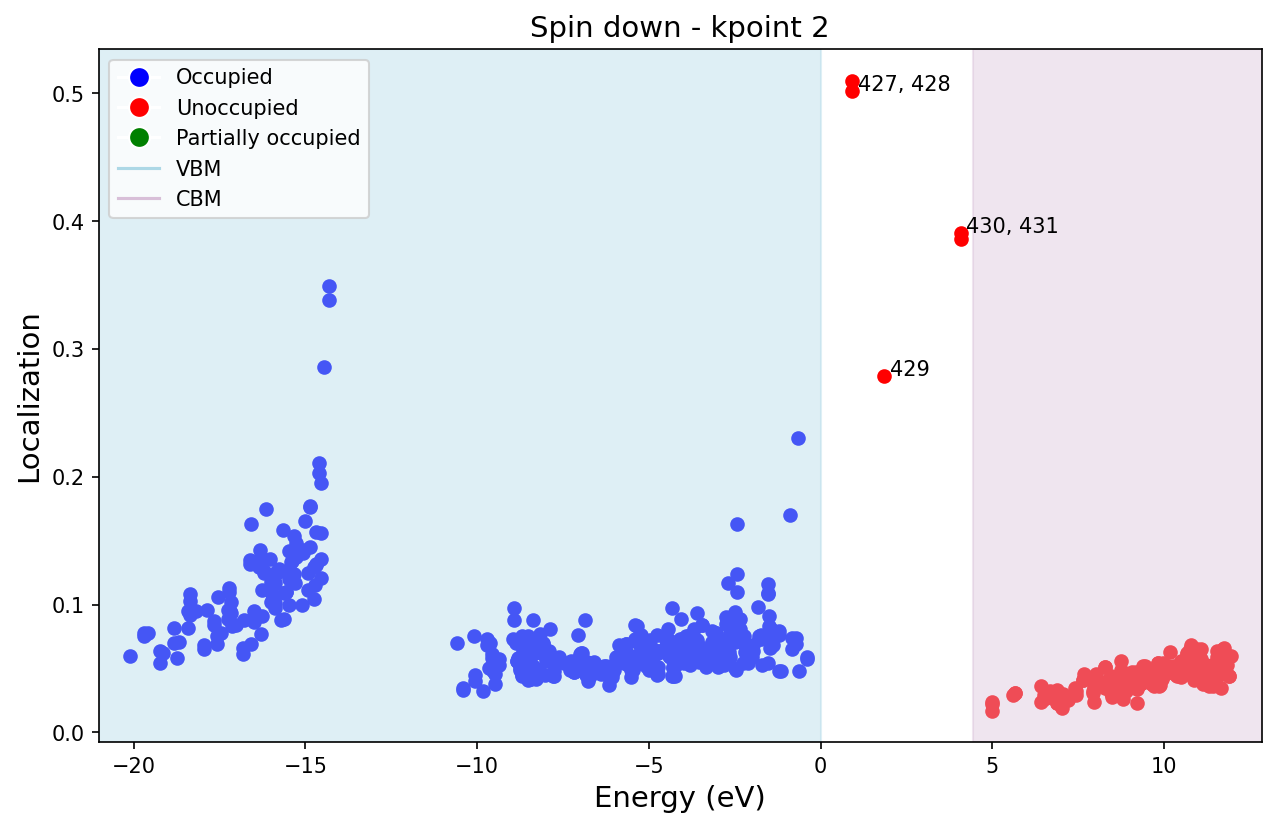 Spin down - kpoint 2
Occupied
Unoccupied
Partially occupied
VBM
CBM
427, 428
430, 431
429
0.5
0.4
0.3
0.2
0.1
0.0
Localization
−20
−15
−10
−5
0
5
10
Energy (eV)